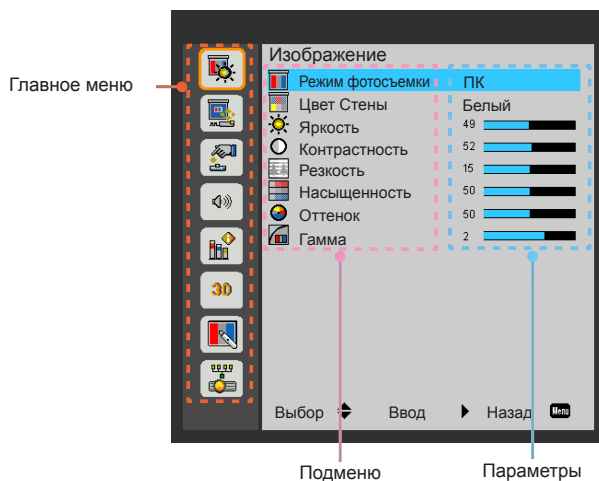 Изображение
Главное меню
Режим фотосъемки ПК
Цвет Стены Белый
Яркость 49
Контрастность 52
Резкость 15
Насыщенность 50
Оттенок 50
Гамма 2
3D
Выбор Ввод Назад Menu
Подменю Параметры